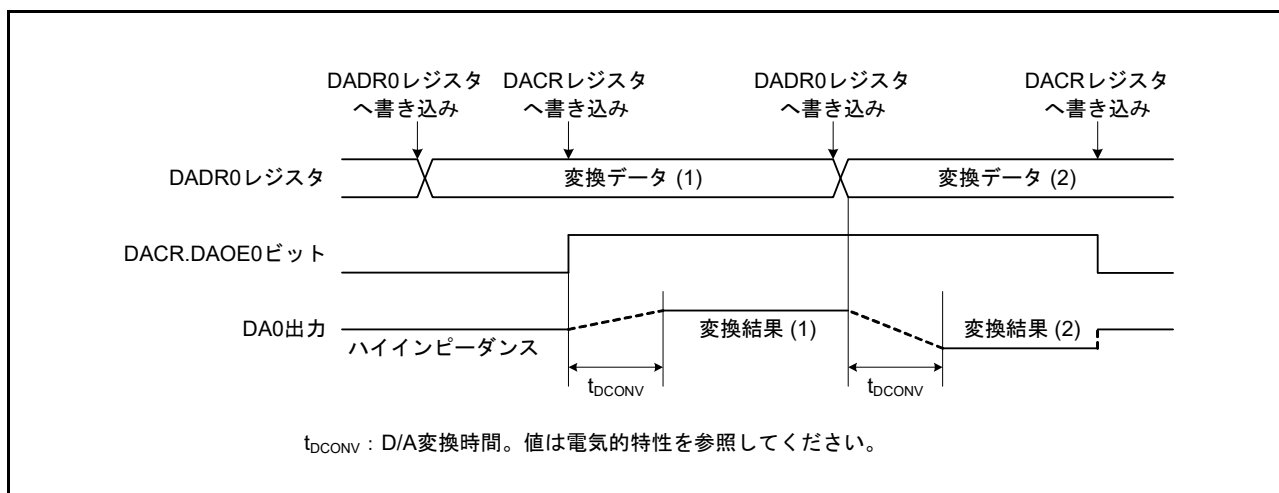 DADR0レジスタ
へ書き込み
DACRレジスタ
へ書き込み
DADR0レジスタ
へ書き込み
DACRレジスタ
へ書き込み
DADR0レジスタ
変換データ (1)
変換データ (2)
DACR.DAOE0ビット
DA0出力
ハイインピーダンス
変換結果 (1)
変換結果 (2)
tDCONV
tDCONV
tDCONV：D/A変換時間。値は電気的特性を参照してください。